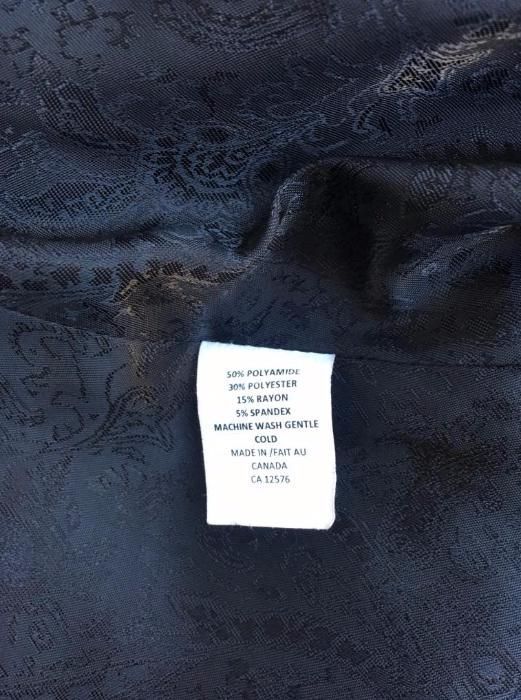 50% POLYAMIDE
30% POLYESTER
15% RAYON
5% SPANDEX
MACHINE WASH GENTLE
COLD
MADE IN /FAIT AU
CANADA
CA 12576